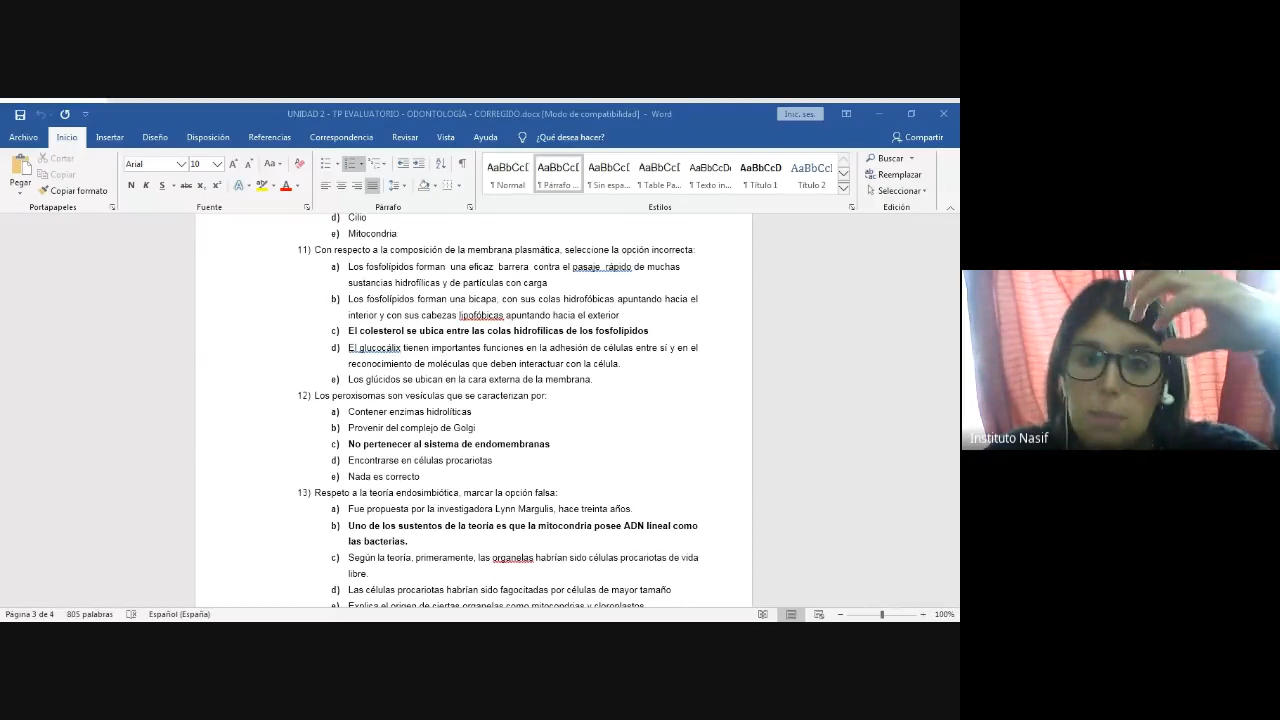 UNIDAD 2 - TP EVALUATORIO - ODONTOLOGÍA - CORREGIDO.docx [Modo de compatibilidad] - Word
Inic. ses.
Archivo Inicio Insertar Diseño Disposición Referencias Correspondencia Revisar Vista Ayuda ¿Qué desea hacer? Compartir
Pegar
Cortar
Copiar
Copiar formato
Portapapeles
Arial 10
Fuente
Párrafo
AaBbCcI AaBbCcI AaBbCcI AaBbCcI AaBbCcDı AaBbCcD AaBbCcI
¶ Normal ¶ Párrafo ... ¶ Sin espa... ¶ Table Pa... ¶ Texto in... ¶ Título 1 Título 2
Estilos
Buscar
Reemplazar
Seleccionar
Edición
d) Cilio
e) Mitocondria
11) Con respecto a la composición de la membrana plasmática, seleccione la opción incorrecta:
a) Los fosfolípidos forman una eficaz barrera contra el pasaje rápido de muchas
sustancias hidrofílicas y de partículas con carga
b) Los fosfolípidos forman una bicapa, con sus colas hidrofóbicas apuntando hacia el
interior y con sus cabezas lipofóbicas apuntando hacia el exterior
c) El colesterol se ubica entre las colas hidrofílicas de los fosfolípidos
d) El glucocálix tienen importantes funciones en la adhesión de células entre sí y en el
reconocimiento de moléculas que deben interactuar con la célula.
e) Los glúcidos se ubican en la cara externa de la membrana.
12) Los peroxisomas son vesículas que se caracterizan por:
a) Contener enzimas hidrolíticas
b) Provenir del complejo de Golgi
c) No pertenecer al sistema de endomembranas
d) Encontrarse en células procariotas
e) Nada es correcto
13) Respeto a la teoría endosimbiótica, marcar la opción falsa:
a) Fue propuesta por la investigadora Lynn Margulis, hace treinta años.
b) Uno de los sustentos de la teoría es que la mitocondria posee ADN lineal como
las bacterias.
c) Según la teoría, primeramente, las organelas habrían sido células procariotas de vida
libre.
d) Las células procariotas habrían sido fagocitadas por células de mayor tamaño
e) Explica el origen de ciertas organelas como mitocondrias y cloroplastos
Página 3 de 4 805 palabras Español (España) 100%
Instituto Nasif